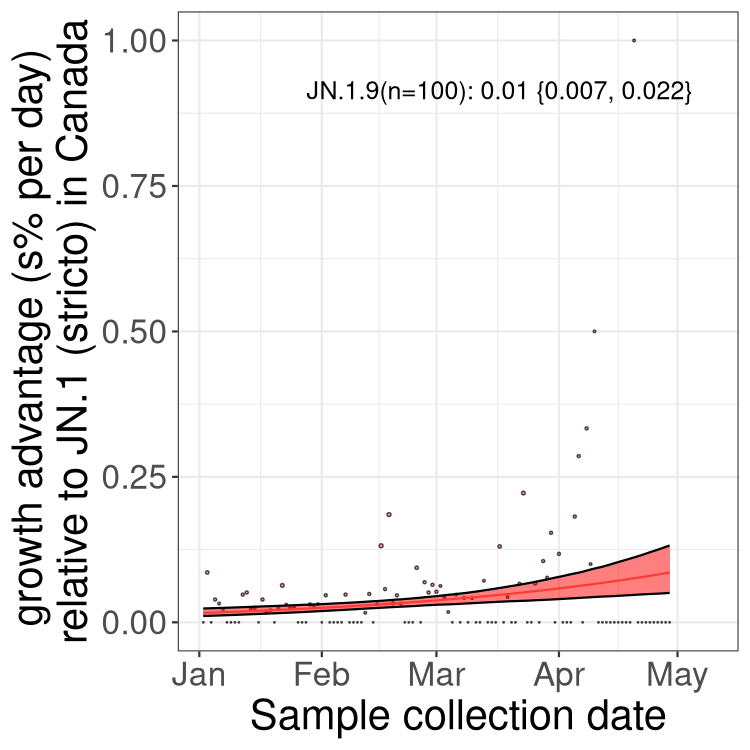 growth advantage (s% per day)
relative to JN.1 (stricto) in Canada
1.00
0.75
0.50
0.25
0.00
JN.1.9(n=100): 0.01 {0.007, 0.022}
Jan Feb Mar Apr May
Sample collection date